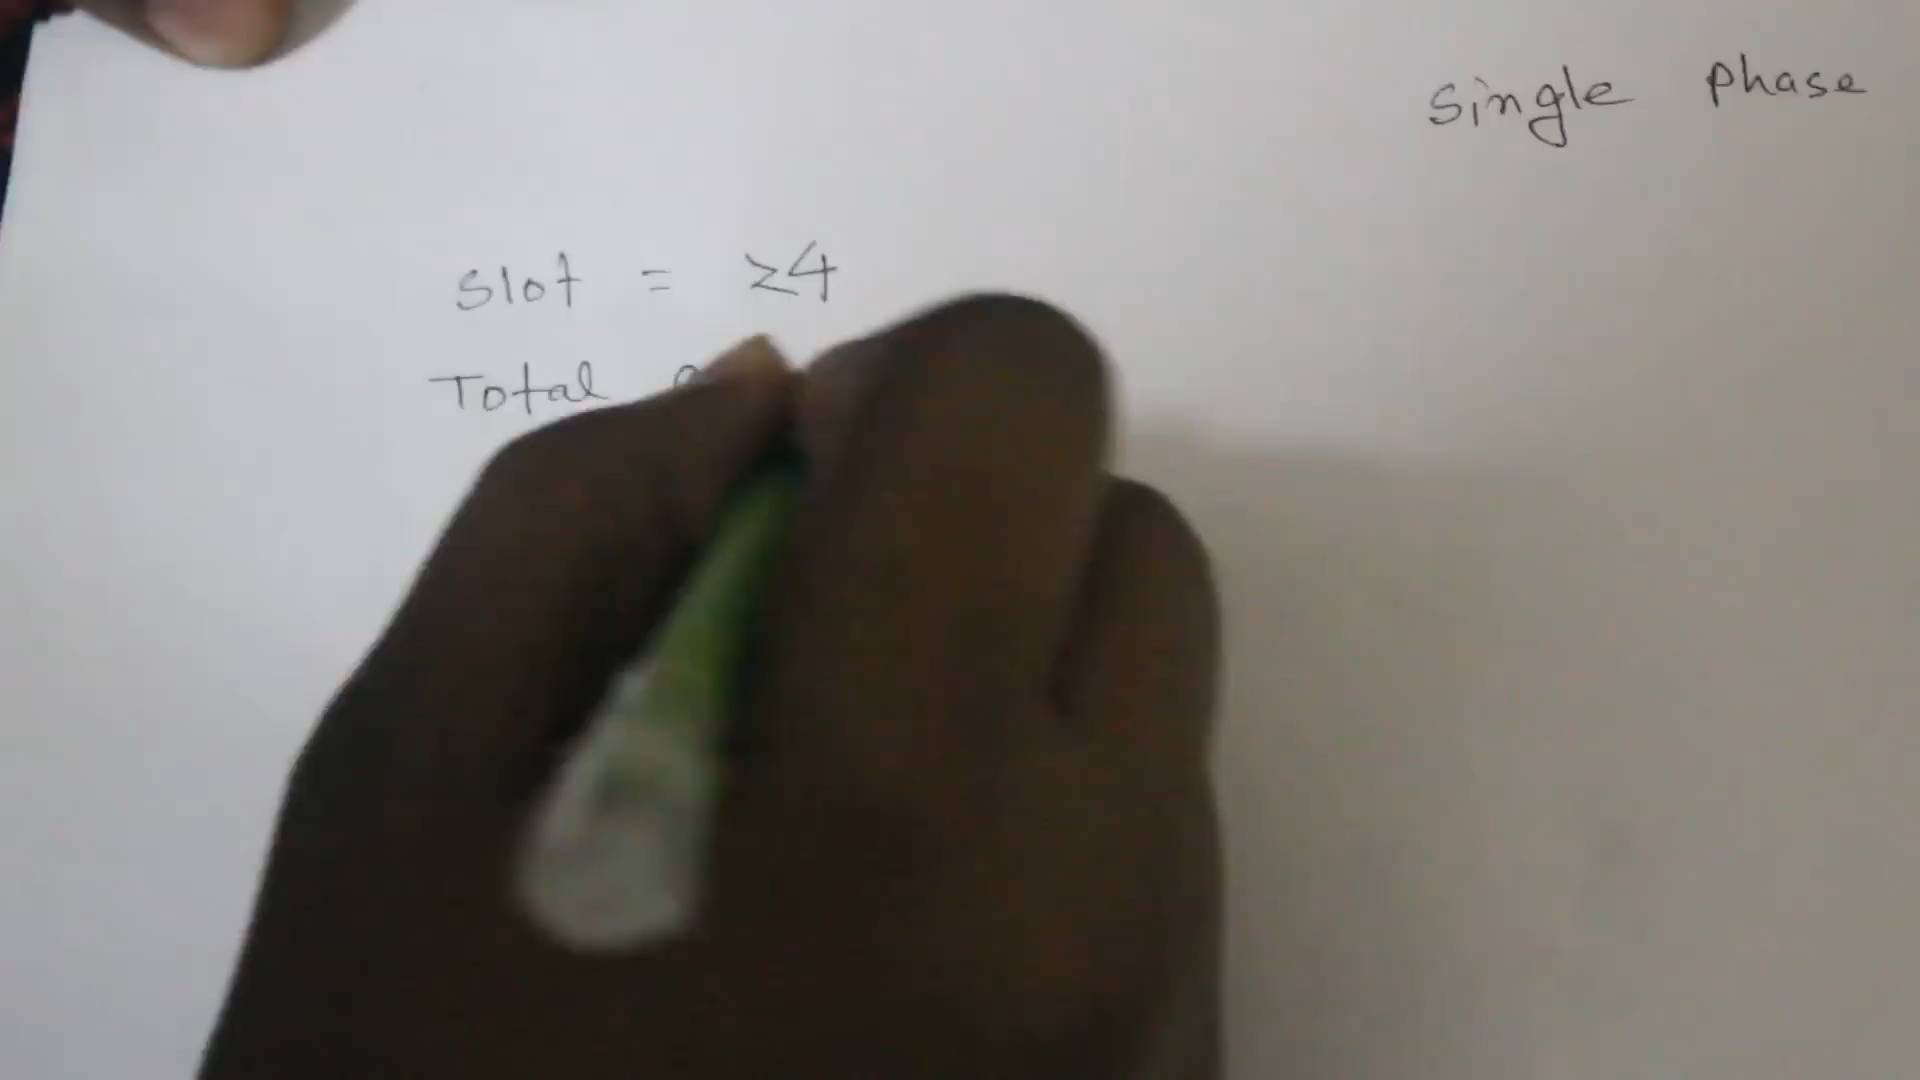 Single Phase
Slot = 24
Total